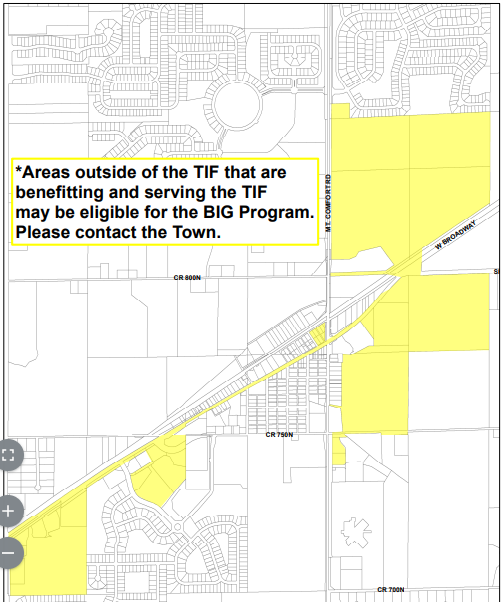 *Areas outside of the TIF that are
benefitting and serving the TIF
may be eligible for the BIG Program.
Please contact the Town.
MT. COMFORT RD
W BROADWAY
CR 800N
CR 750N
CR 700N